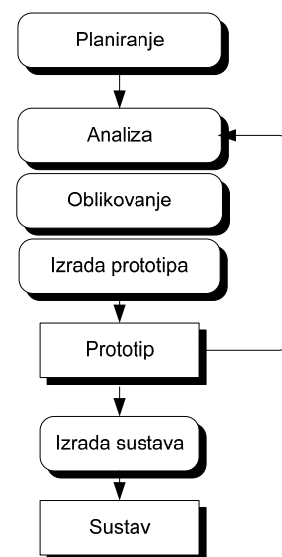 Planiranje
Analiza
Oblikovanje
Izrada prototipa
Prototip
Izrada sustava
Sustav